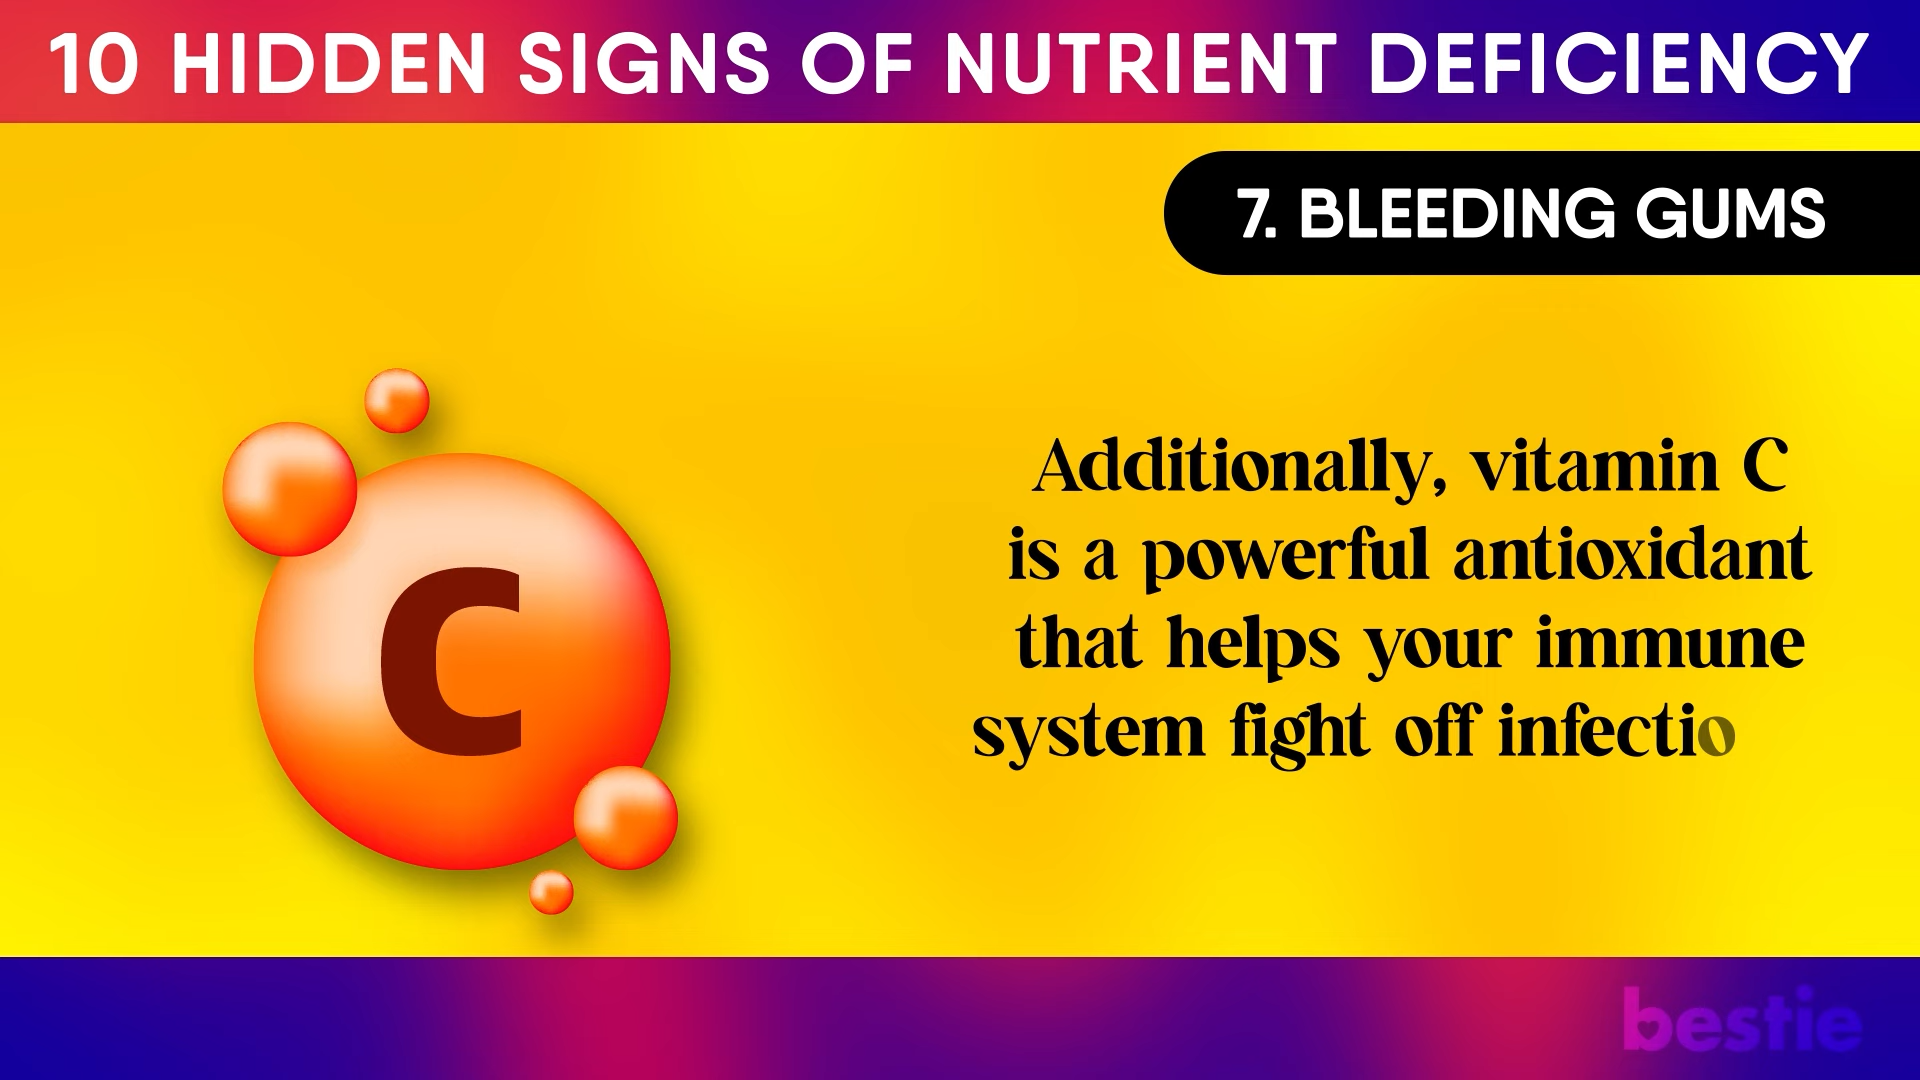 10 HIDDEN SIGNS OF NUTRIENT DEFICIENCY
7. BLEEDING GUMS
Additionally, vitamin C
is a powerful antioxidant
that helps your immune
system fight off infectio
C
bestie